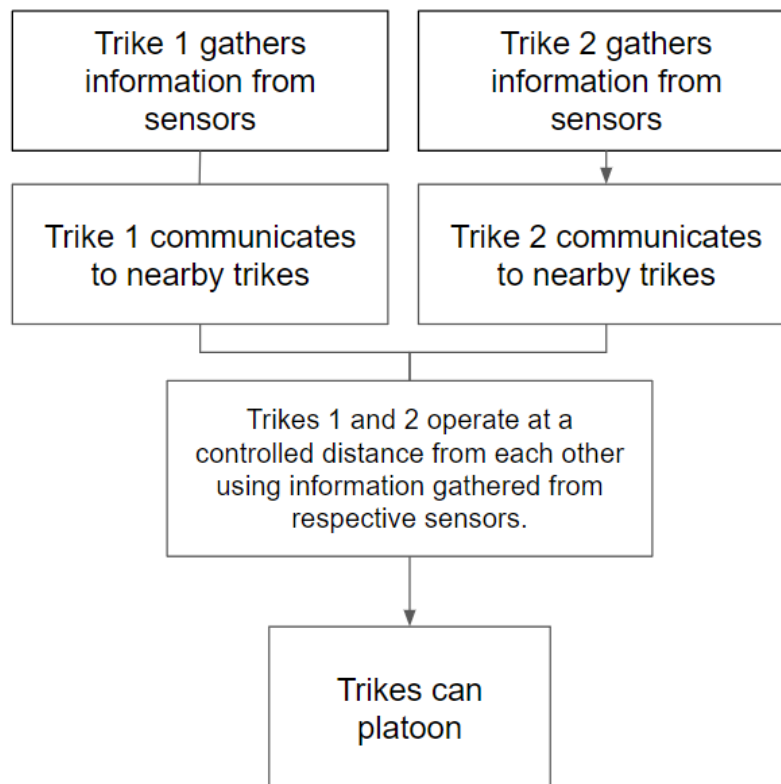 Trike 1 gathers
information from
sensors
Trike 2 gathers
information from
sensors
Trike 1 communicates
to nearby trikes
Trike 2 communicates
to nearby trikes
Trikes 1 and 2 operate at a
controlled distance from each other
using information gathered from
respective sensors.
Trikes can
platoon